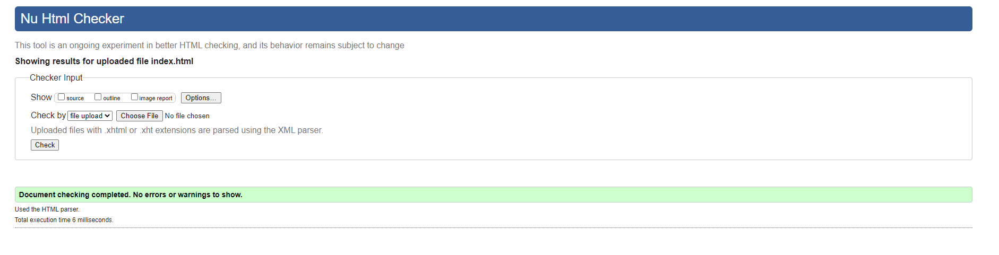 Nu Html Checker
This tool is an ongoing experiment in better HTML checking, and its behavior remains subject to change
Showing results for uploaded file index.html
Checker Input
Show source outline image report Options...
Check by file upload Choose File No file chosen
Uploaded files with .xhtml or .xht extensions are parsed using the XML parser.
Check
Document checking completed. No errors or warnings to show.
Used the HTML parser.
Total execution time 6 milliseconds.